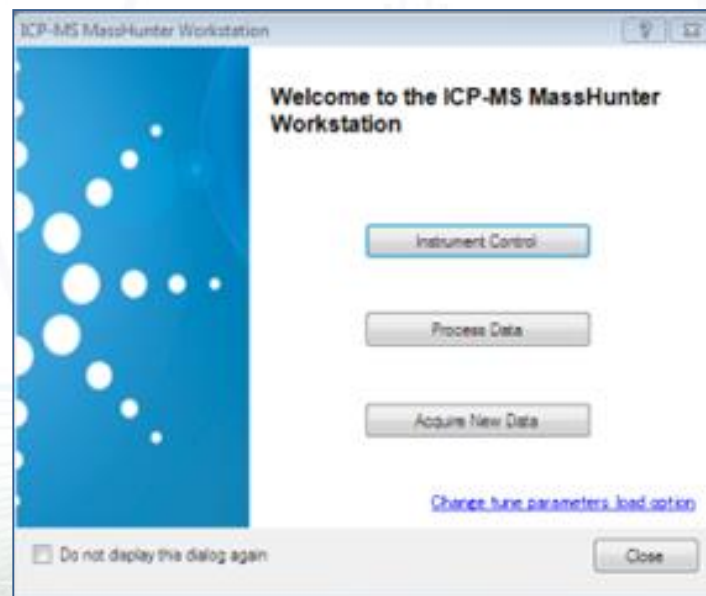 ICP-MS MassHunter Workstation
Welcome to the ICP-MS MassHunter
Workstation
Instrument Control
Process Data
Acquire New Data
Change tune parameters load option
Do not display this dialog again
Close